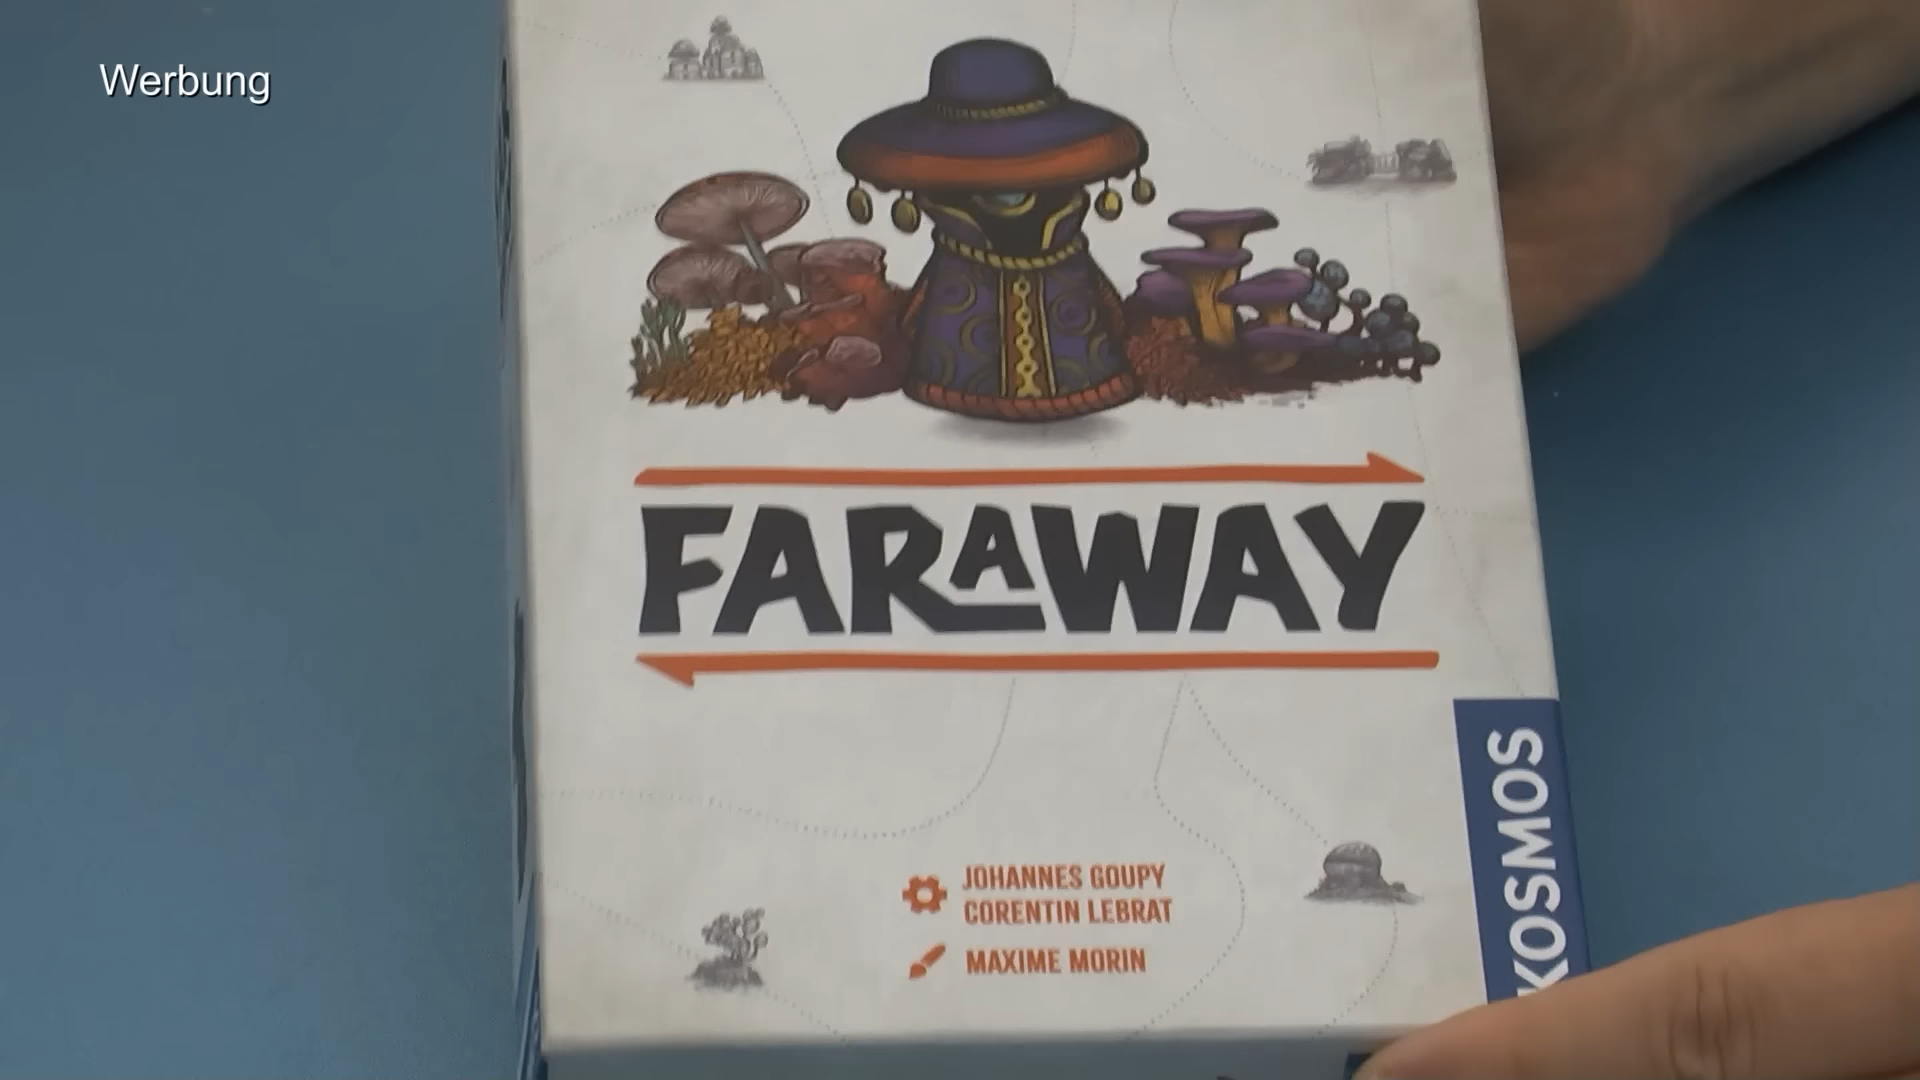 Werbung
FARAWAY
KOSMOS
JOHANNES GOUPY
CORENTIN LEBRAT
MAXIME MORIN